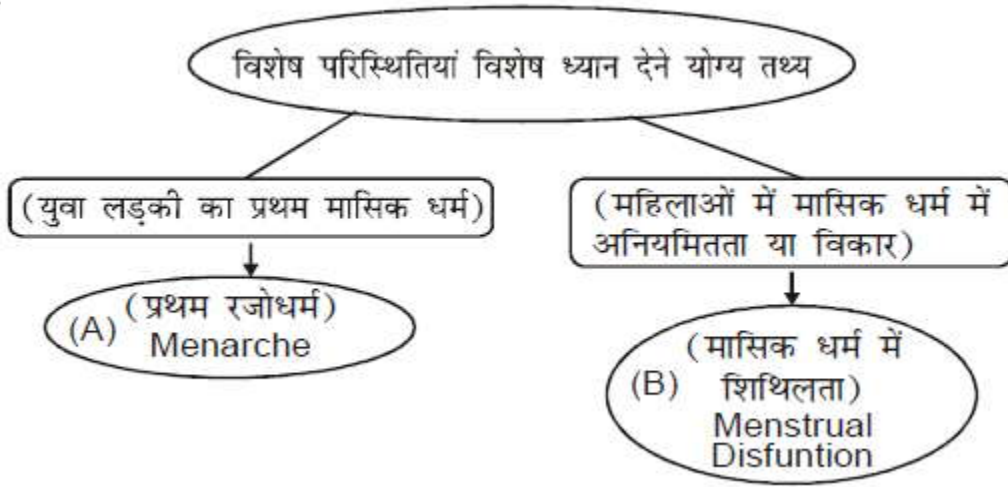 विशेष परिस्थितियां विशेष ध्यान देने योग्य तथ्य
(युवा लड़की का प्रथम मासिक धर्म)
(महिलाओं में मासिक धर्म में
अनियमितता या विकार)
(A) (प्रथम रजोधर्म)
Menarche
(मासिक धर्म में
(B) शिथिलता)
Menstrual
Disfuntion